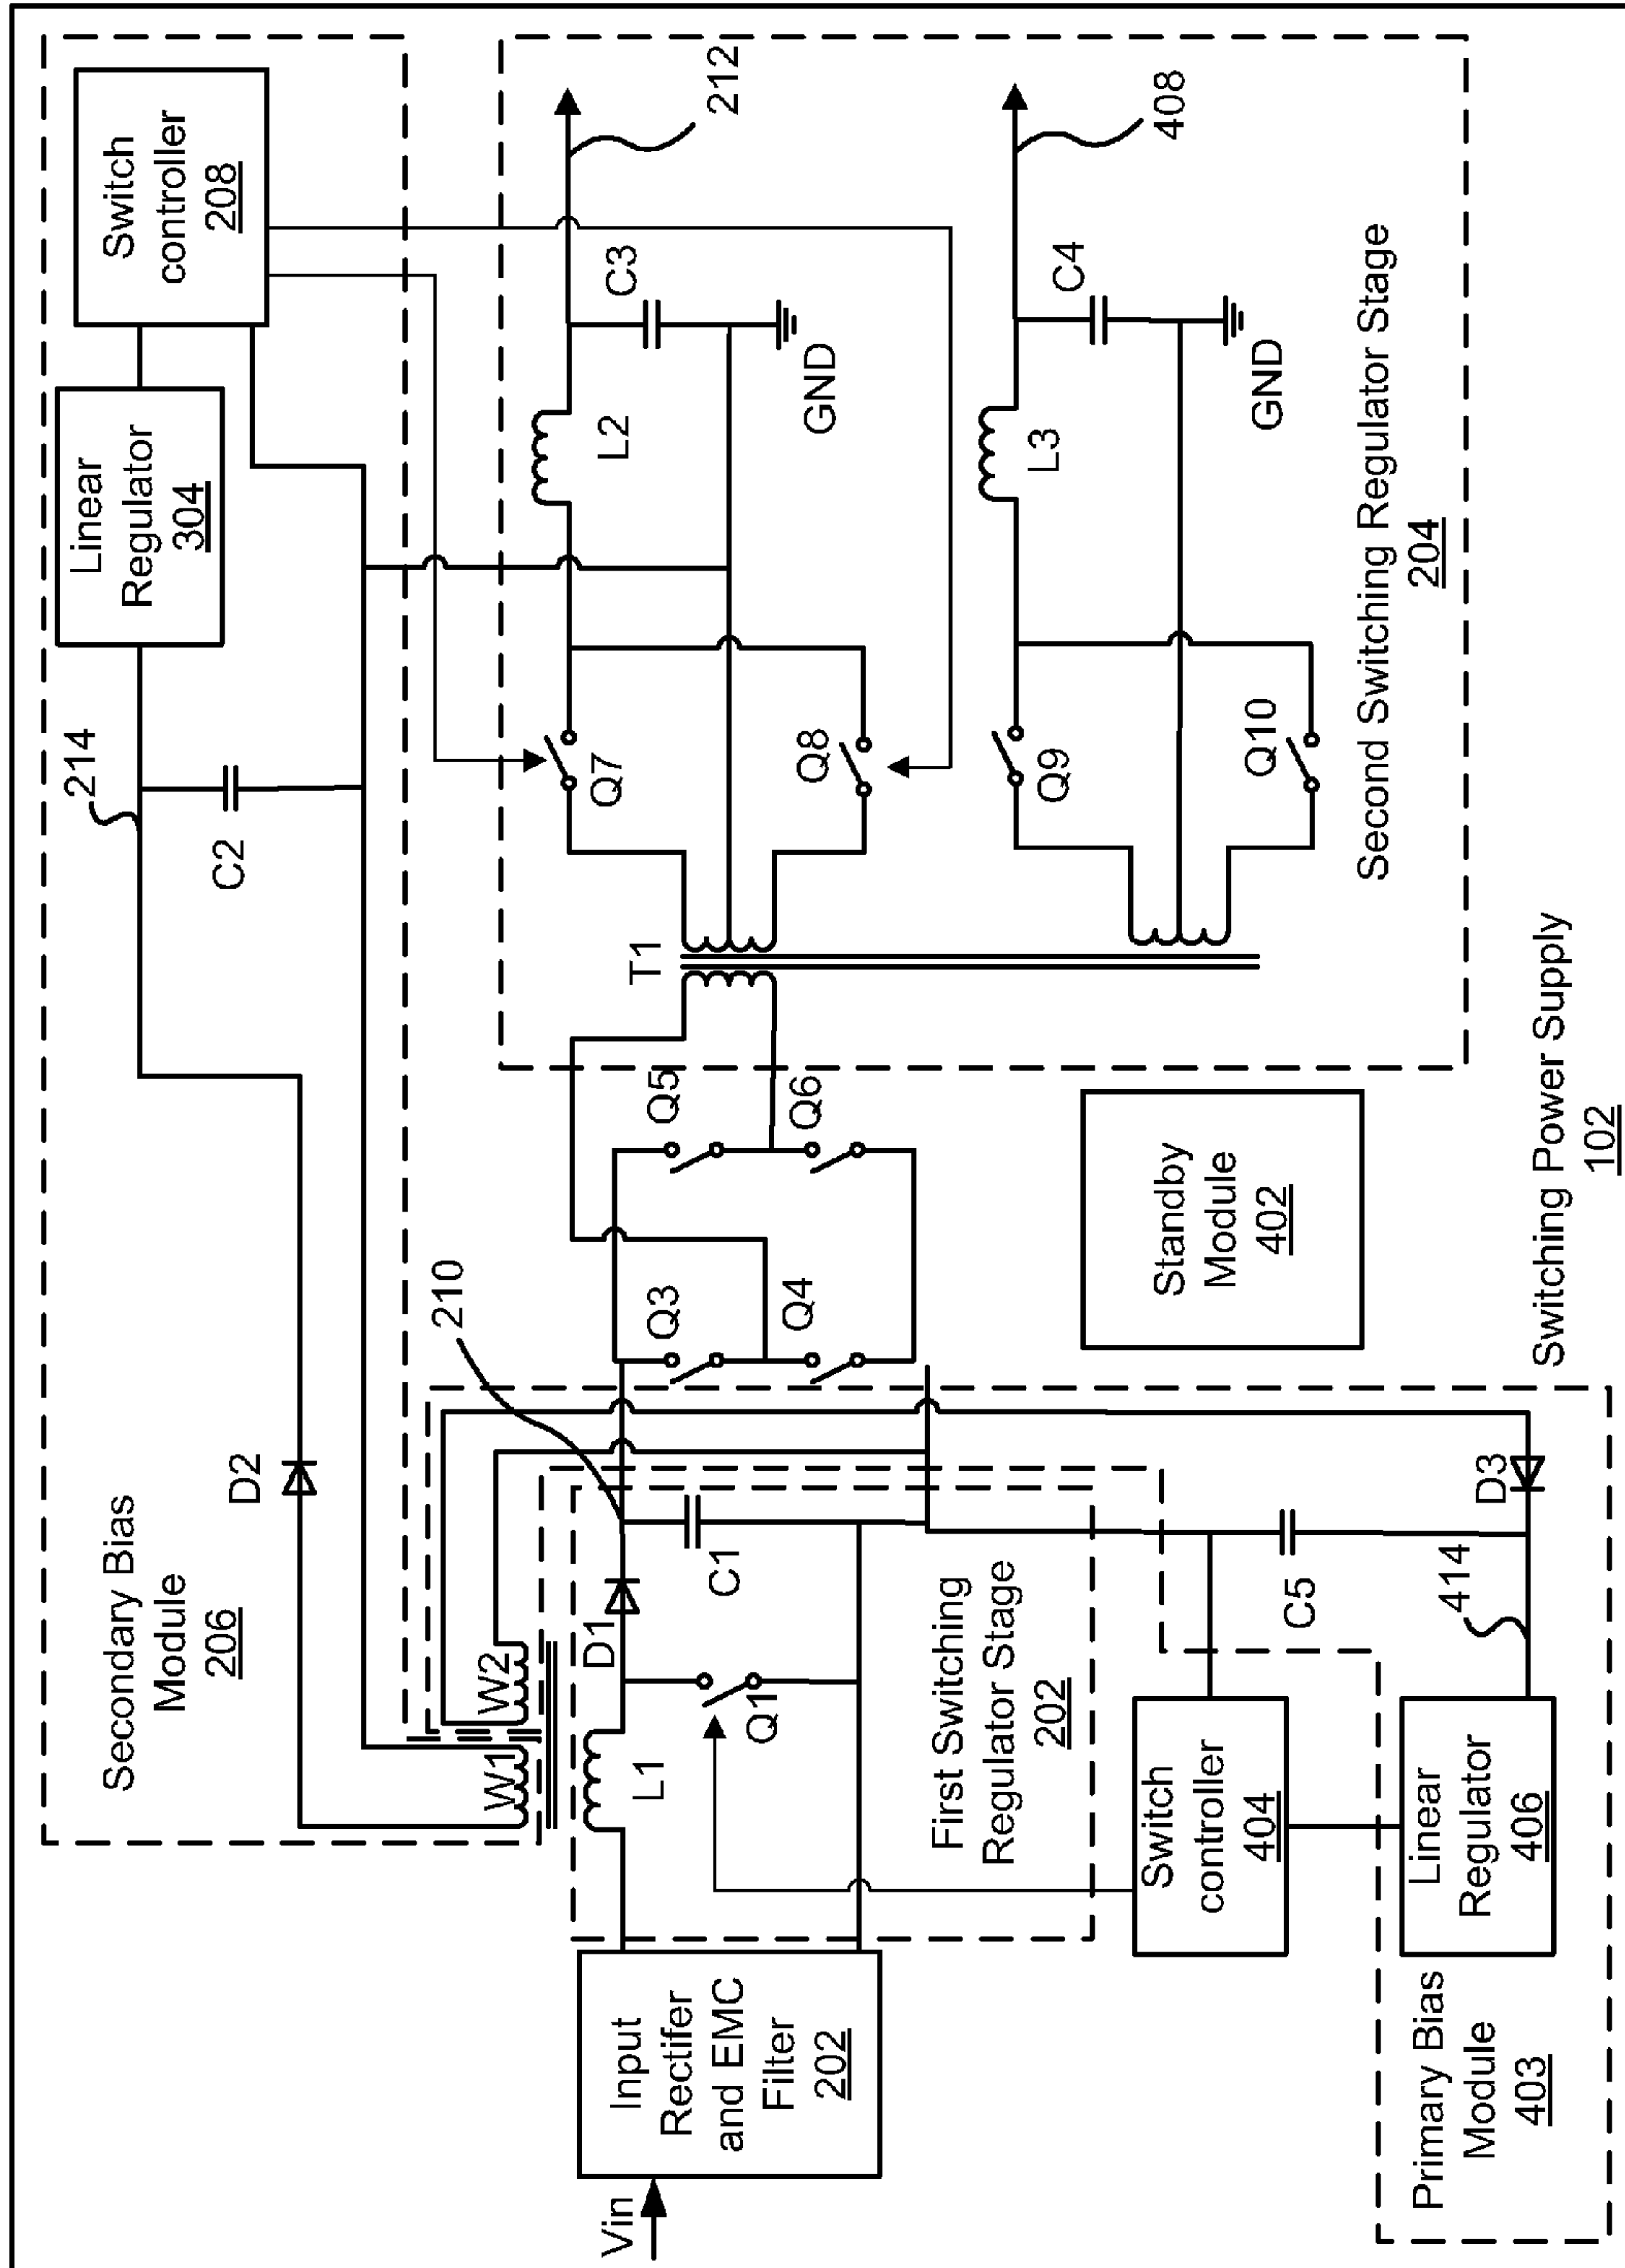 Secondary Bias
Module
206
D2
214
C2
Linear
Regulator
304
Switch
controller
208
W1
W2
210
Vin
Input
Rectifer
and EMC
Filter
202
L1
D1
Q1
C1
First Switching
Regulator Stage
202
Q3
Q4
Q5
Q6
T1
Q7
Q8
L2
C3
GND
212
Q9
Q10
L3
C4
GND
408
Second Switching Regulator Stage
204
Standby
Module
402
Switch
controller
404
Linear
Regulator
406
C5
414
D3
Primary Bias
Module
403
Switching Power Supply
102